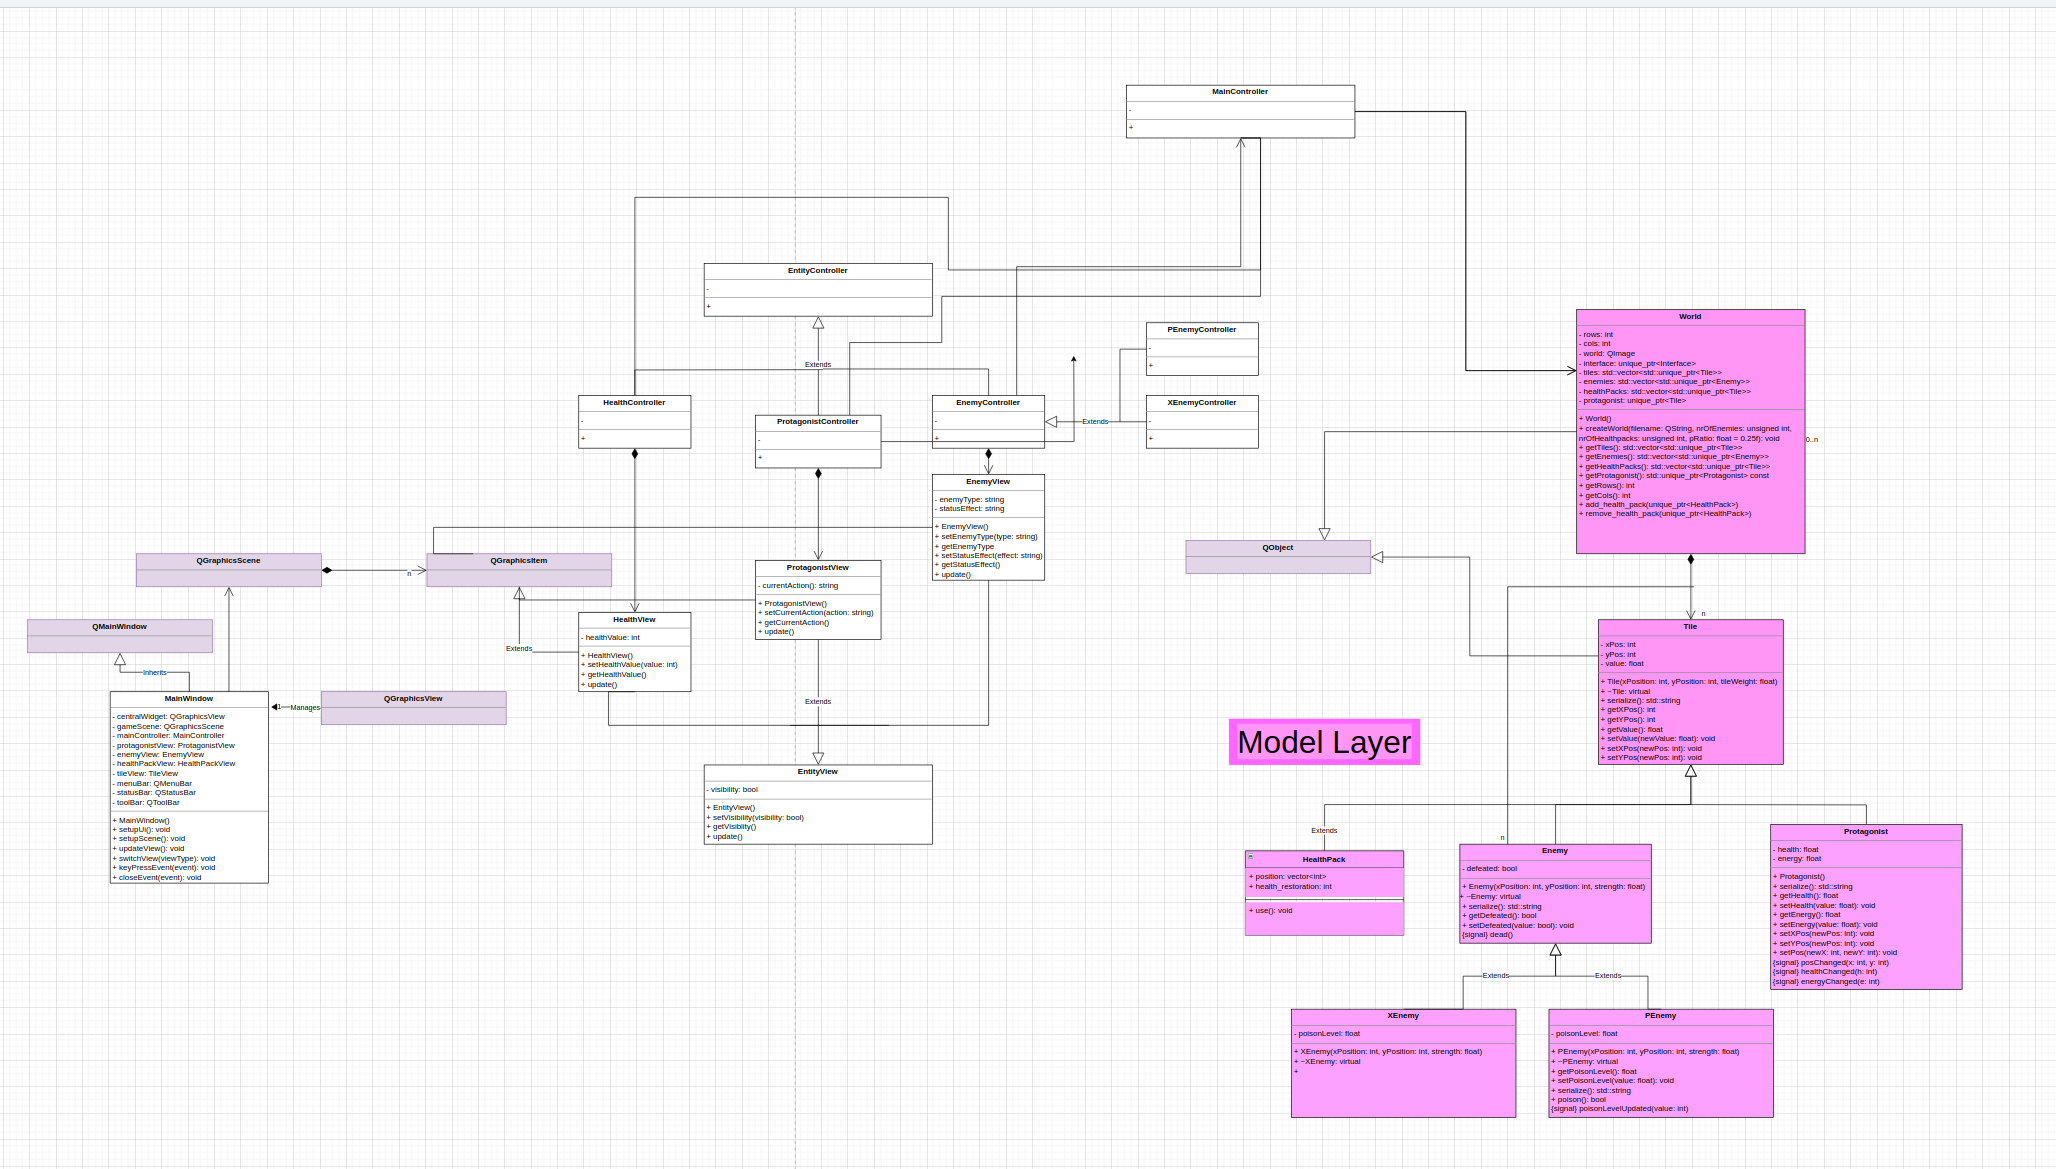 MainController
-
+
EntityController
-
+
Extends
PEnemyController
-
+
HealthController
-
+
ProtagonistController
-
+
EnemyController
-
+
Extends
XEnemyController
-
+
World
- rows: int
- cols: int
- world: QImage
- interface: unique_ptr<Interface>
- tiles: std::vector<std::unique_ptr<Tile>>
- enemies: std::vector<std::unique_ptr<Enemy>>
- healthPacks: std::vector<std::unique_ptr<Tile>>
- protagonist: unique_ptr<Tile>
+ World()
+ createWorld(filename: QString, nrOfEnemies: unsigned int,
nrOfHealthpacks: unsigned int, pRatio: float = 0.25f): void
+ getTiles(): std::vector<std::unique_ptr<Tile>>
+ getEnemies(): std::vector<std::unique_ptr<Enemy>>
+ getHealthPacks(): std::vector<std::unique_ptr<Tile>>
+ getProtagonist(): std::unique_ptr<Protagonist> const
+ getRows(): int
+ getCols(): int
+ add_health_pack(unique_ptr<HealthPack>)
+ remove_health_pack(unique_ptr<HealthPack>)
0..n
EnemyView
- enemyType: string
- statusEffect: string
+ EnemyView()
+ setEnemyType(type: string)
+ getEnemyType
+ setStatusEffect(effect: string)
+ getStatusEffect()
+ update()
QGraphicsScene
n
QGraphicsItem
ProtagonistView
- currentAction(): string
+ ProtagonistView()
+ setCurrentAction(action: string)
+ getCurrentAction()
+ update()
QObject
HealthView
- healthValue: int
+ HealthView()
+ setHealthValue(value: int)
+ getHealthValue()
+ update()
Extends
QMainWindow
Inherits
MainWindow
- centralWidget: QGraphicsView
- gameScene: QGraphicsScene
- mainController: MainController
- protagonistView: ProtagonistView
- enemyView: EnemyView
- healthPackView: HealthPackView
- tileView: TileView
- menuBar: QMenuBar
- statusBar: QStatusBar
- toolBar: QToolBar
+ MainWindow()
+ setupUi(): void
+ setupScene(): void
+ updateView(): void
+ switchView(viewType): void
+ keyPressEvent(event): void
+ closeEvent(event): void
1
Manages
QGraphicsView
Extends
EntityView
- visibility: bool
+ EntityView()
+ setVisibility(visibility: bool)
+ getVisiblity()
+ update()
n
Tile
- xPos: int
- yPos: int
- value: float
+ Tile(xPosition: int, yPosition: int, tileWeight: float)
+ ~Tile: virtual
+ serialize(): std::string
+ getXPos(): int
+ getYPos(): int
+ getValue(): float
+ setValue(newValue: float): void
+ setXPos(newPos: int): void
+ setYPos(newPos: int): void
Model Layer
Extends
n
HealthPack
+ position: vector<int>
+ health_restoration: int
+ use(): void
Enemy
- defeated: bool
+ Enemy(xPosition: int, yPosition: int, strength: float)
+ ~Enemy: virtual
+ serialize(): std::string
+ getDefeated(): bool
+ setDefeated(value: bool): void
{signal} dead()
Protagonist
- health: float
- energy: float
+ Protagonist()
+ serialize(): std::string
+ getHealth(): float
+ setHealth(value: float): void
+ getEnergy(): float
+ setEnergy(value: float): void
+ setXPos(newPos: int): void
+ setYPos(newPos: int): void
+ setPos(newX: int, newY: int): void
{signal} posChanged(x: int, y: int)
{signal} healthChanged(h: int)
{signal} energyChanged(e: int)
Extends
Extends
XEnemy
- poisonLevel: float
+ XEnemy(xPosition: int, yPosition: int, strength: float)
+ ~XEnemy: virtual
+
PEnemy
- poisonLevel: float
+ PEnemy(xPosition: int, yPosition: int, strength: float)
+ ~PEnemy: virtual
+ getPoisonLevel(): float
+ setPoisonLevel(value: float): void
+ serialize(): std::string
+ poison(): bool
{signal} poisonLevelUpdated(value: int)